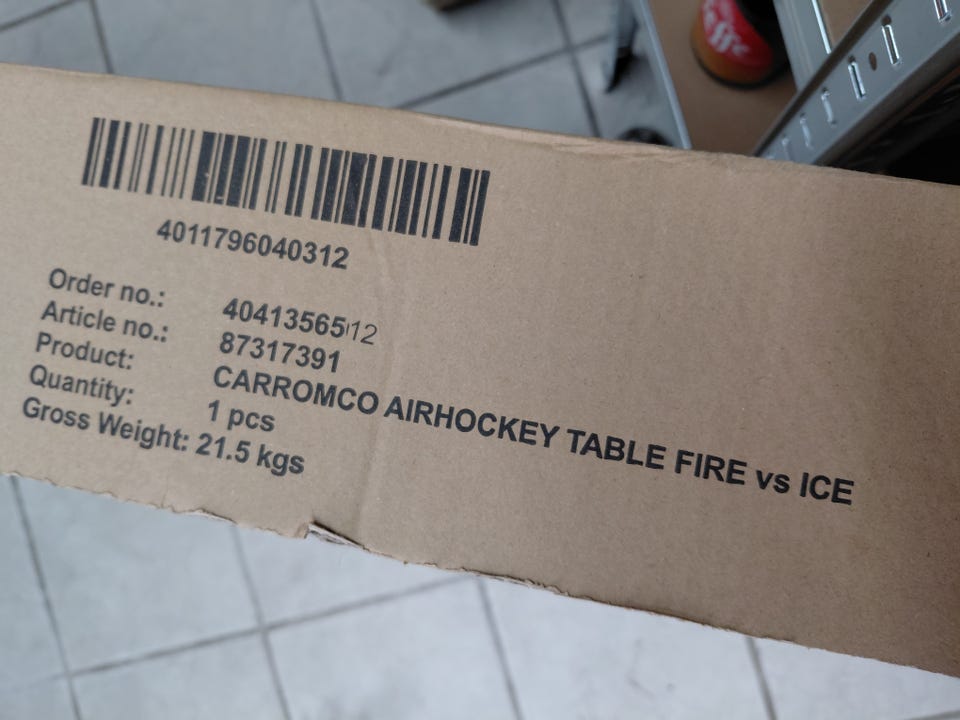 4011796040312
Order no.: 40413565/12
Article no.: 87317391
Product: CARROMCO AIRHOCKEY TABLE FIRE vs ICE
Quantity: 1 pcs
Gross Weight: 21.5 kgs